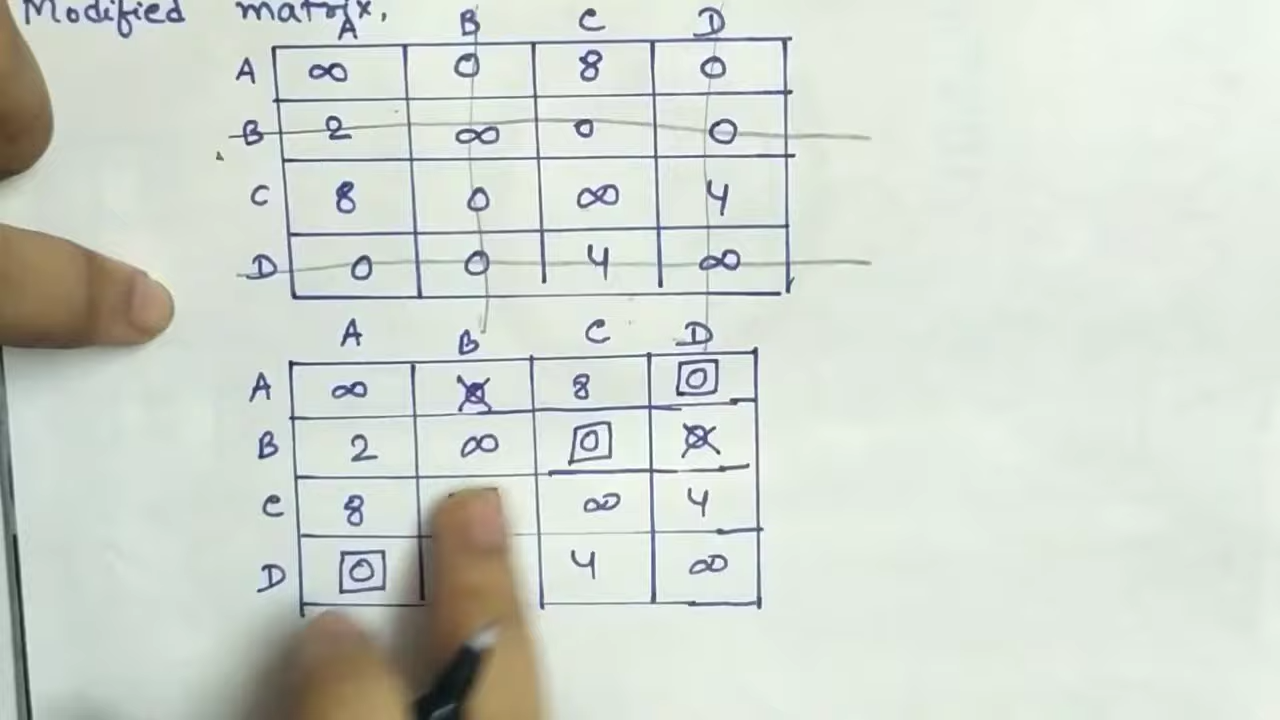 Modified matrix.
A B C D
A ∞ 0 8 0
B 2 ∞ 0 0
C 8 0 ∞ 4
D 0 0 4 ∞
A B C D
A ∞ 0 8 0
B 2 ∞ 0 0
C 8 ∞ 4
D 0 4 ∞